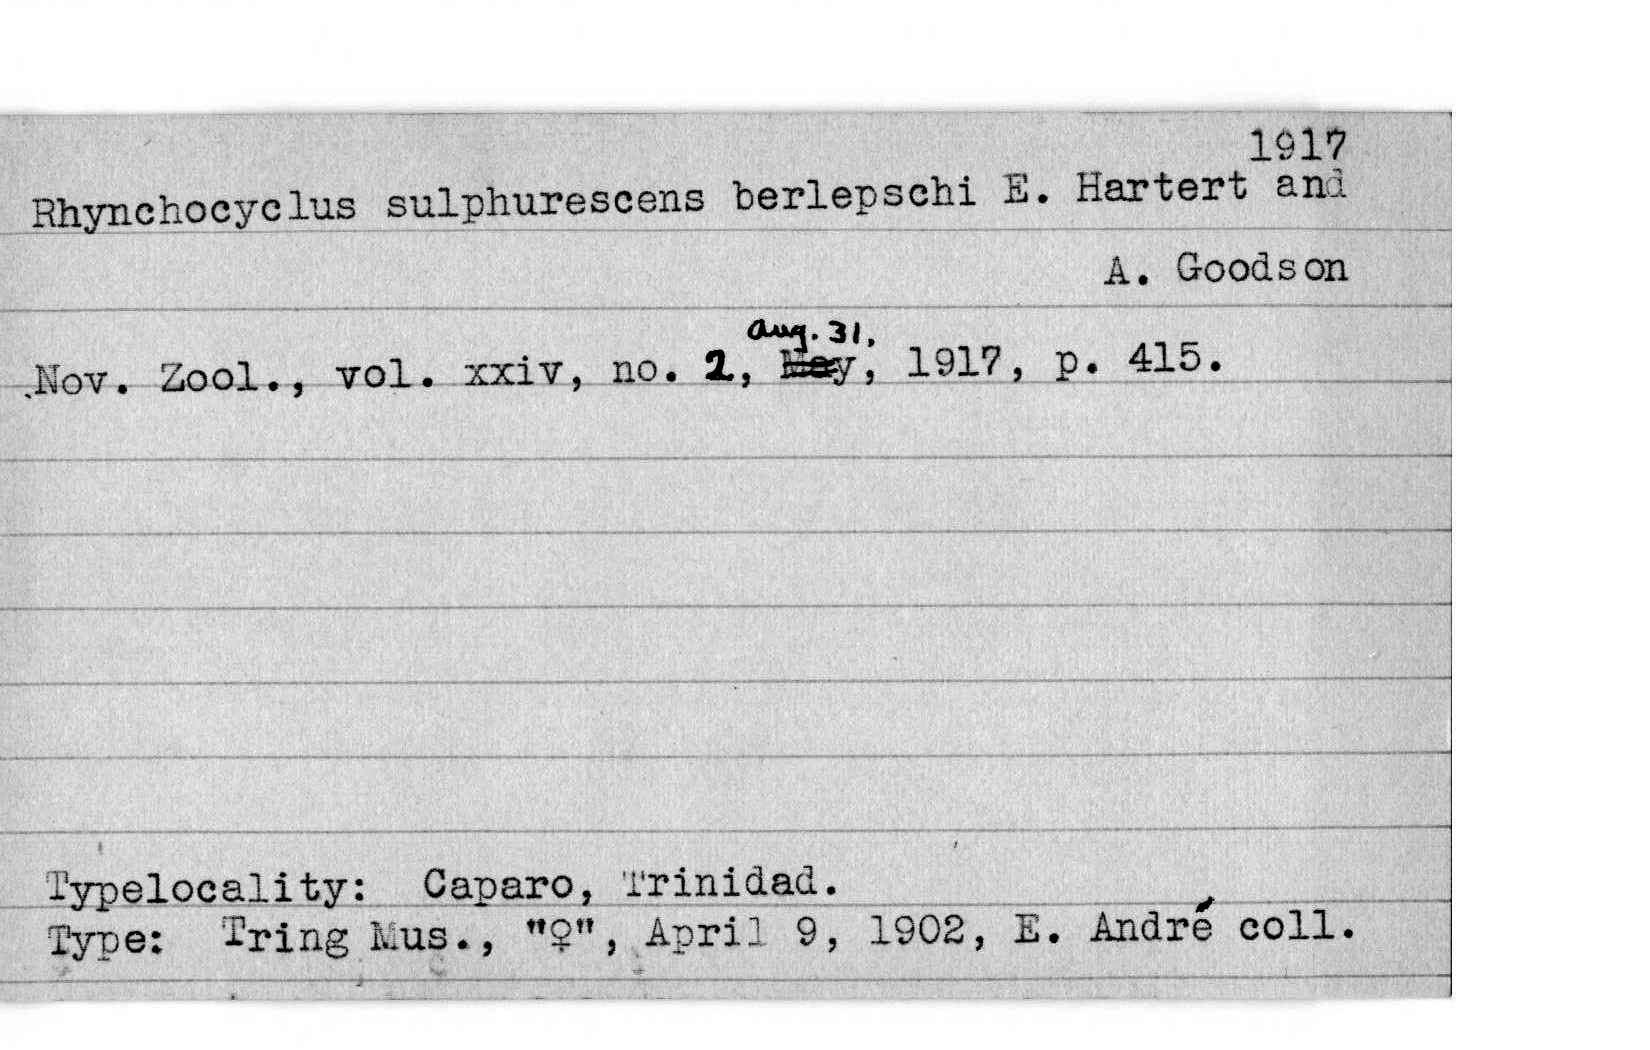 1917
Rhynchocyclus sulphurescens berlepschi E. Hartert and
A. Goodson
Aug. 31,
Nov. Zool., vol. xxiv, no. 2, May, 1917, p. 415.
Typelocality: Caparo, Trinidad.
Type: Tring Mus., "♀", April 9, 1902, E. André coll.